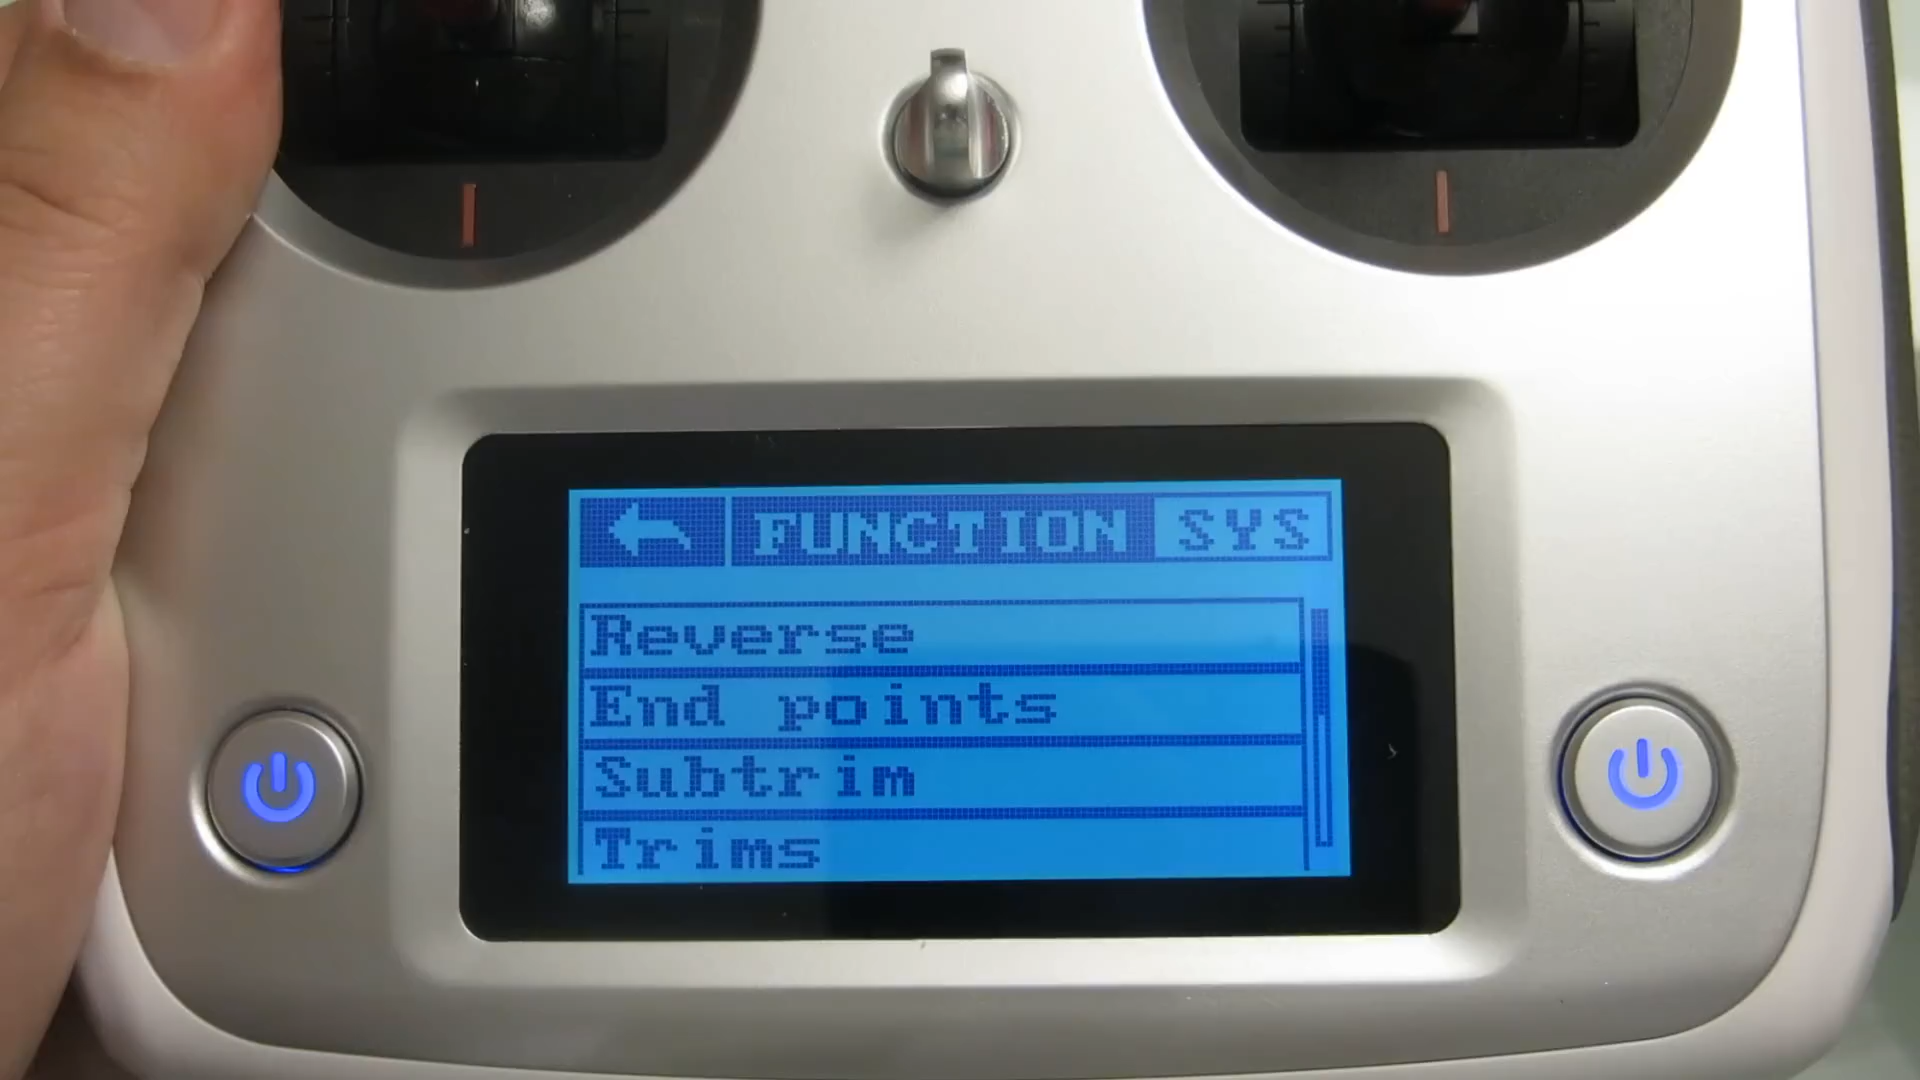 FUNCTION SYS
Reverse
End points
Subtrim
Trims